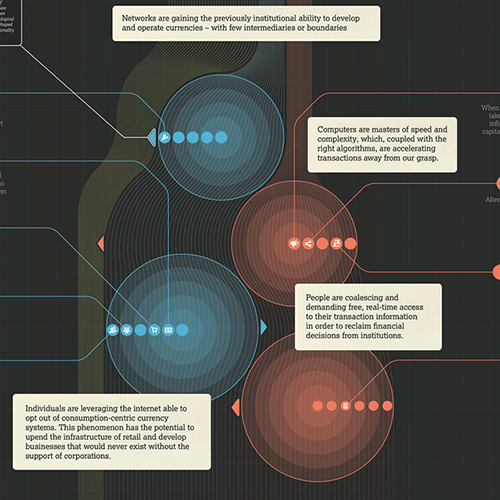 are
ological
shaped
ionality
Networks are gaining the previously institutional ability to develop
and operate currencies – with few intermediaries or boundaries
When
take
infl
capita
Computers are masters of speed and
complexity, which, coupled with the
right algorithms, are accelerating
transactions away from our grasp.
Alter
People are coalescing and
demanding free, real-time access
to their transaction information
in order to reclaim financial
decisions from institutions.
Individuals are leveraging the internet able to
opt out of consumption-centric currency
systems. This phenomenon has the potential to
upend the infrastructure of retail and develop
businesses that would never exist without the
support of corporations.